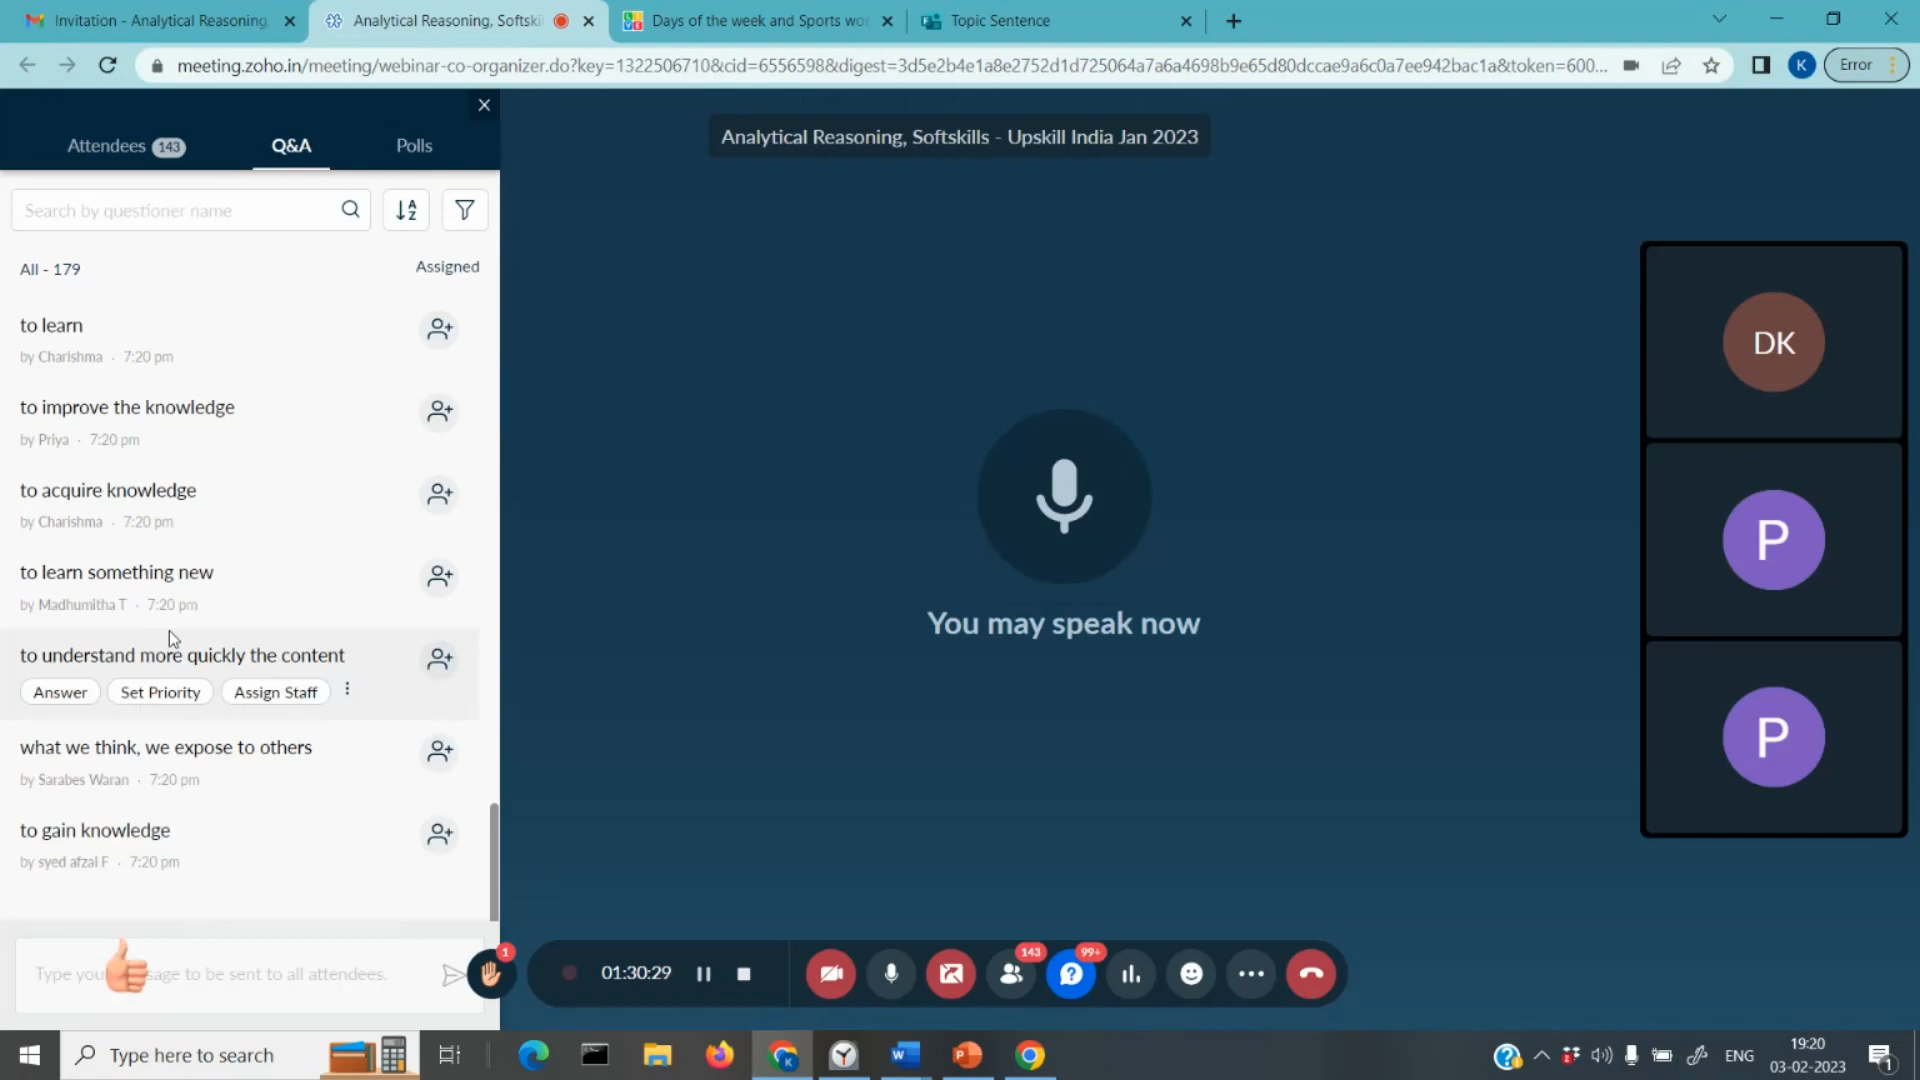 Invitation - Analytical Reasoning,
Analytical Reasoning, Softski
Days of the week and Sports wo
Topic Sentence
meeting.zoho.in/meeting/webinar-co-organizer.do?key=1322506710&cid=6556598&digest=3d5e2b4e1a8e2752d1d725064a7a6a4698b9e65d80dccae9a6c0a7ee942bac1a&token=600...
K
Error
Attendees 143
Q&A
Polls
Analytical Reasoning, Softskills - Upskill India Jan 2023
Search by questioner name
A
Z
All - 179
Assigned
to learn
by Charishma · 7:20 pm
to improve the knowledge
by Priya · 7:20 pm
to acquire knowledge
by Charishma · 7:20 pm
to learn something new
by Madhumitha T · 7:20 pm
to understand more quickly the content
Answer
Set Priority
Assign Staff
what we think, we expose to others
by Sarabes Waran · 7:20 pm
to gain knowledge
by syed afzal F · 7:20 pm
You may speak now
DK
P
P
Type you sage to be sent to all attendees.
1
01:30:29
143
99+
Type here to search
ENG
19:20
03-02-2023
1